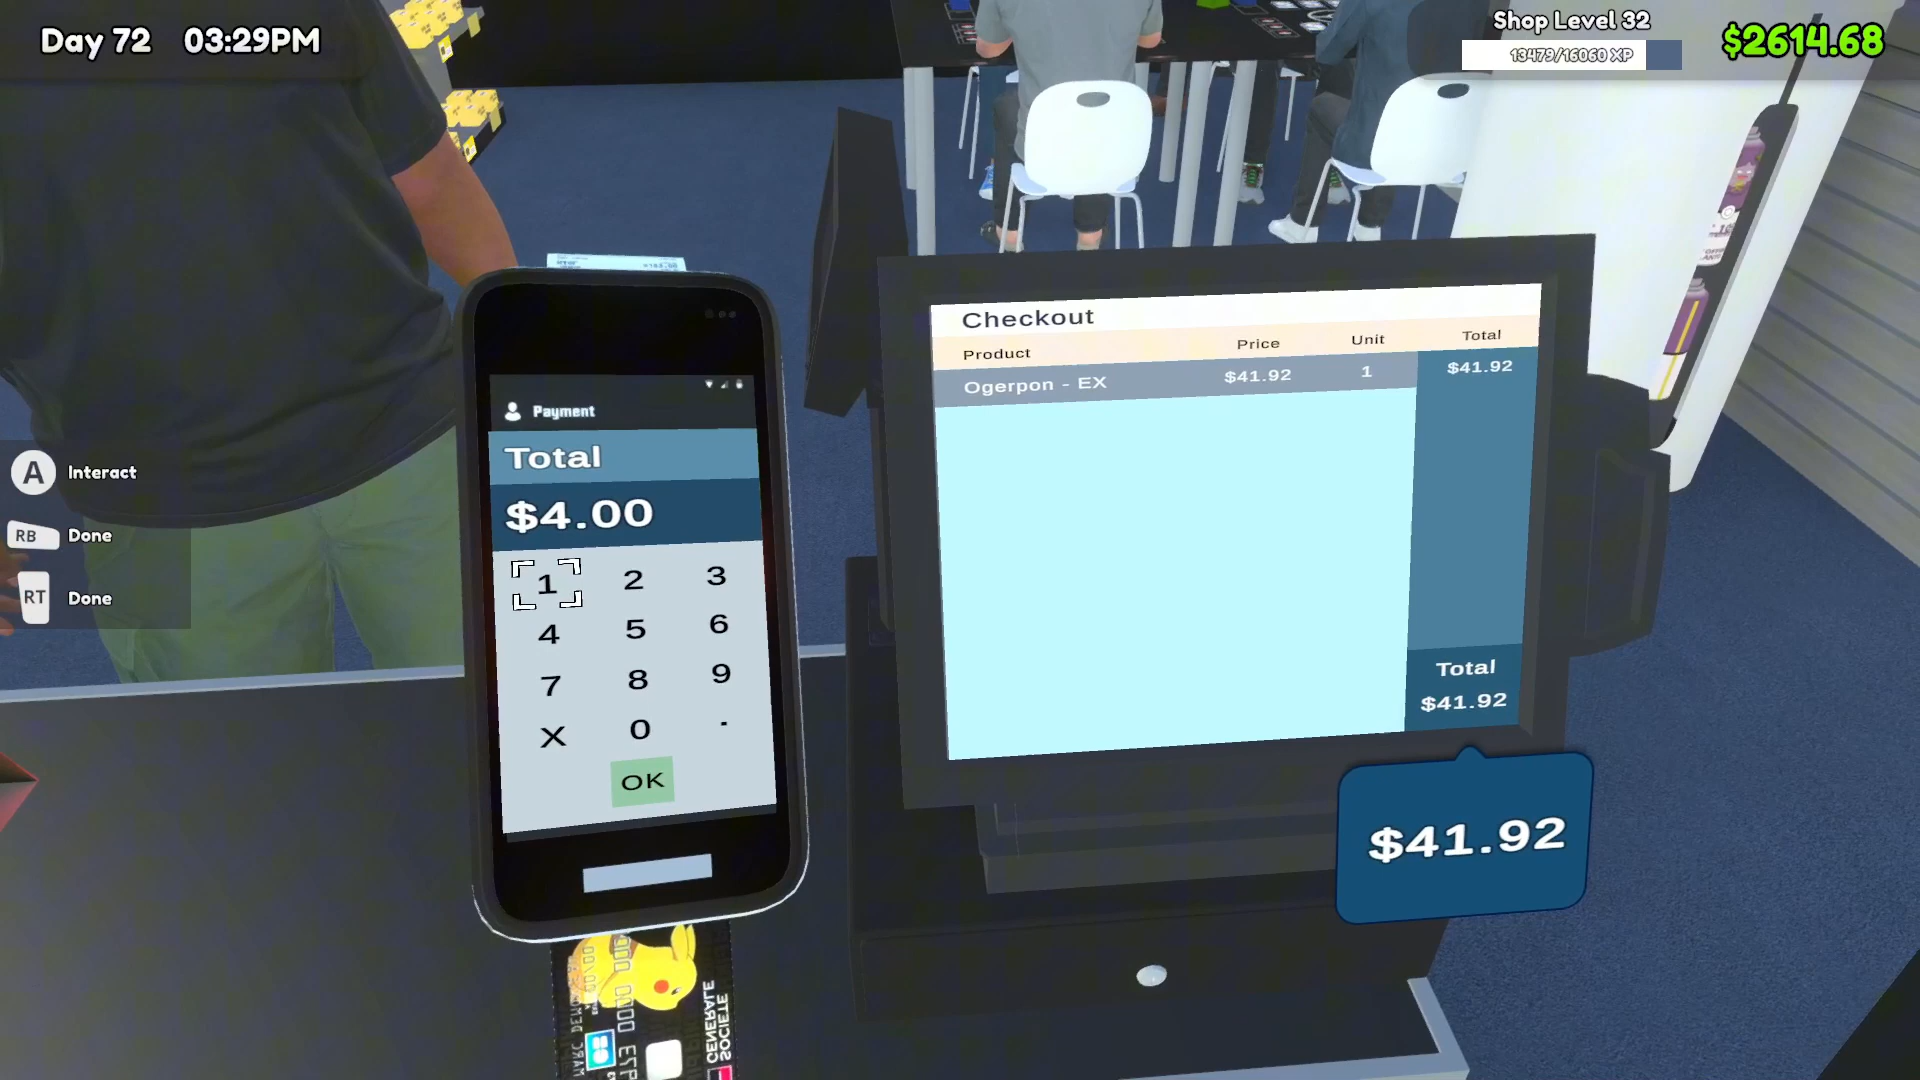 Day 72 03:29PM
Shop Level 32
13479/16060 XP
$2614.68
A Interact
RB Done
RT Done
Payment
Total
$4.00
1 2 3
4 5 6
7 8 9
X 0 .
OK
Checkout
Product Price Unit Total
Ogerpon - EX $41.92 1 $41.92
Total
$41.92
$41.92
SOCIETE
GENERALE